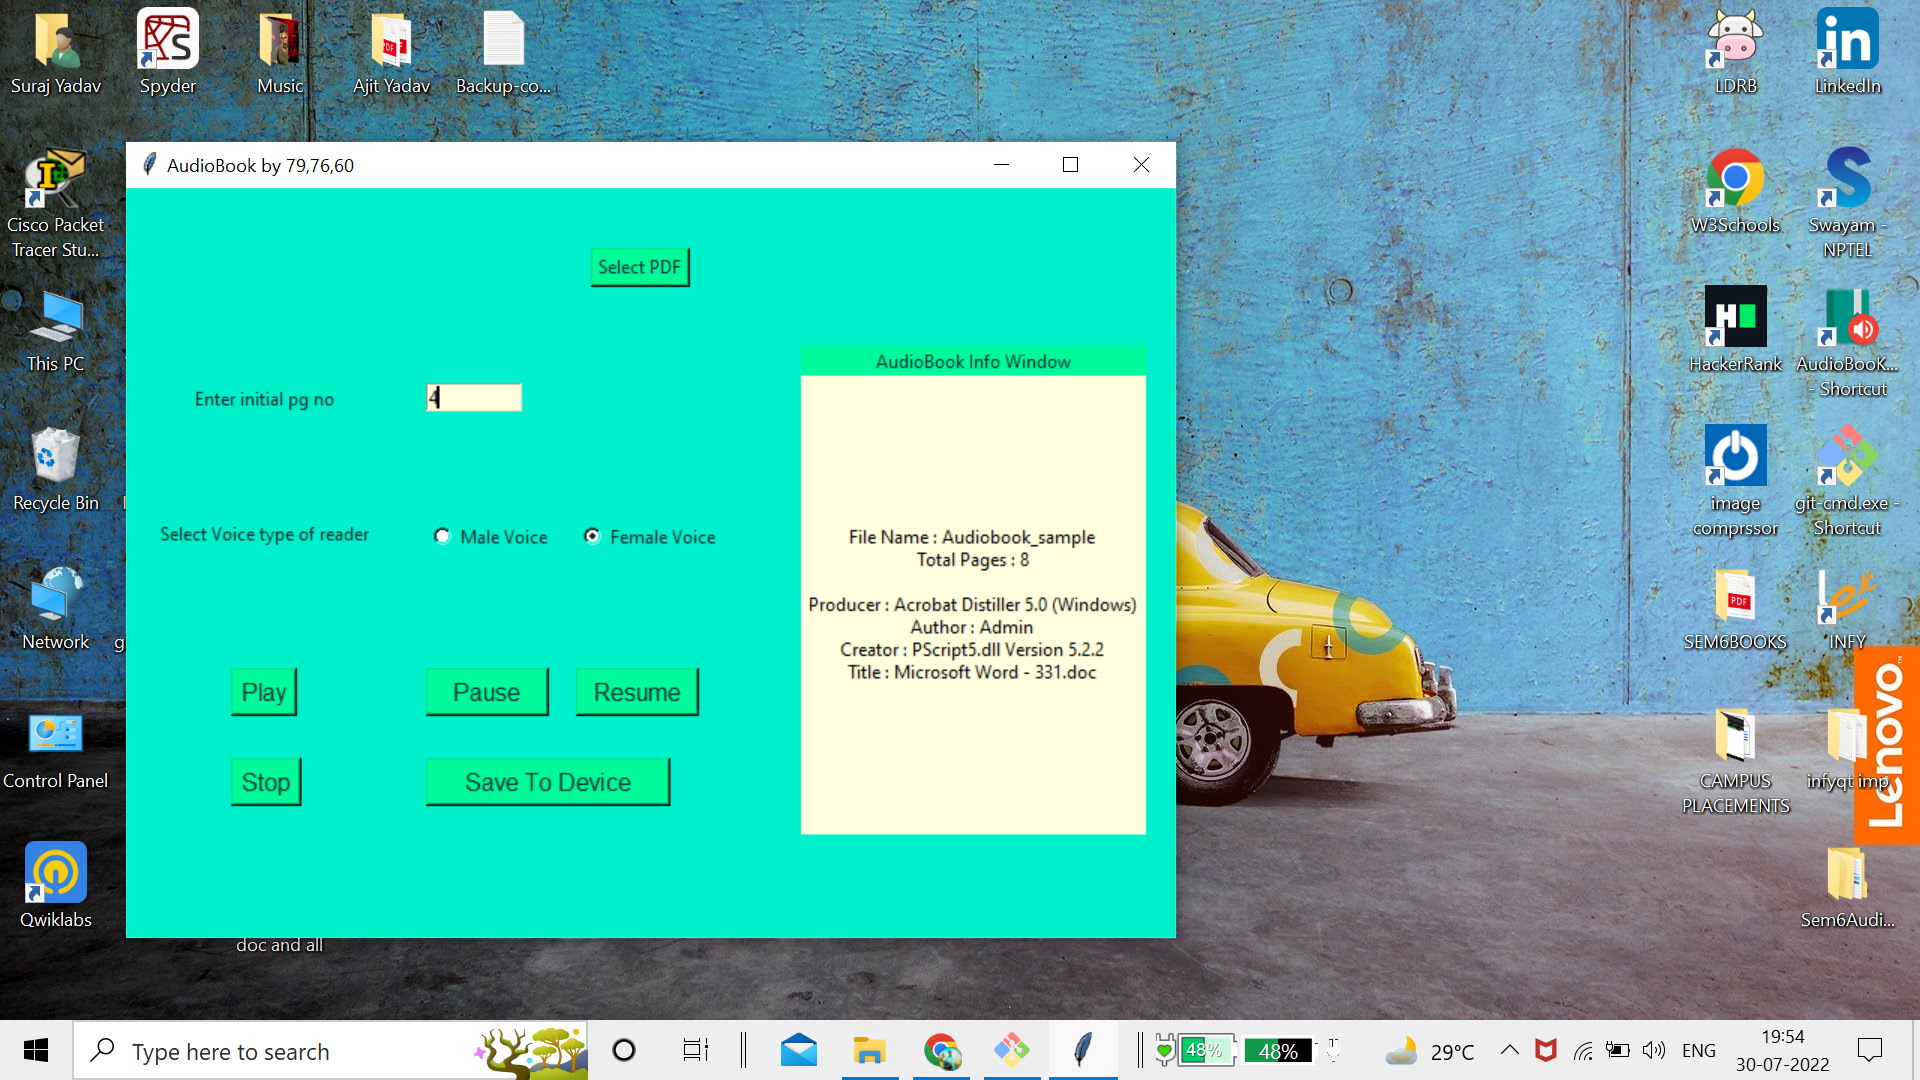 Suraj Yadav
Spyder
Music
Ajit Yadav
Backup-co...
LDRB
LinkedIn
AudioBook by 79,76,60
Cisco Packet
Tracer Stu...
W3Schools
Swayam -
NPTEL
Select PDF
This PC
HackerRank
AudioBooK...
- Shortcut
AudioBook Info Window
Enter initial pg no
4
Recycle Bin
image
comprssor
git-cmd.exe -
Shortcut
Select Voice type of reader
Male Voice
Female Voice
File Name : Audiobook_sample
Total Pages : 8
Producer : Acrobat Distiller 5.0 (Windows)
Author : Admin
Creator : PScript5.dll Version 5.2.2
Title : Microsoft Word - 331.doc
Network
g
SEM6BOOKS
INFY
Lenovo
Play
Pause
Resume
Control Panel
CAMPUS
PLACEMENTS
infyqt imp
Stop
Save To Device
Qwiklabs
doc and all
Sem6Audi...
Type here to search
48%
48%
29°C
ENG
19:54
30-07-2022